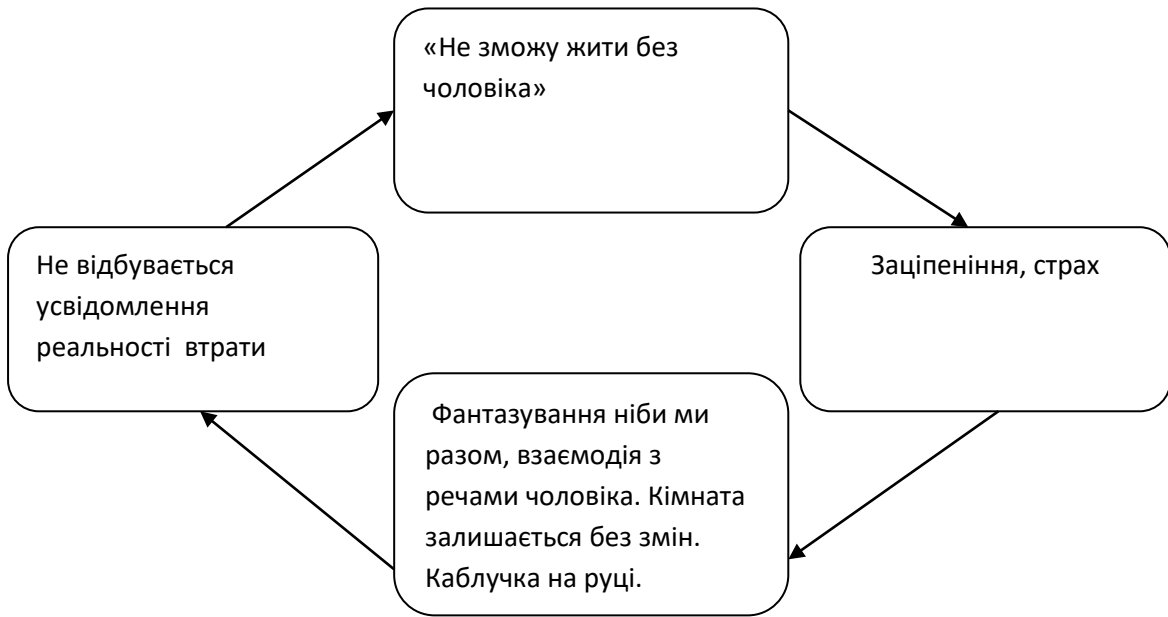 «Не зможу жити без
чоловіка»
Заціпеніння, страх
Не відбувається
усвідомлення
реальності втрати
Фантазування ніби ми
разом, взаємодія з
речами чоловіка. Кімната
залишається без змін.
Каблучка на руці.